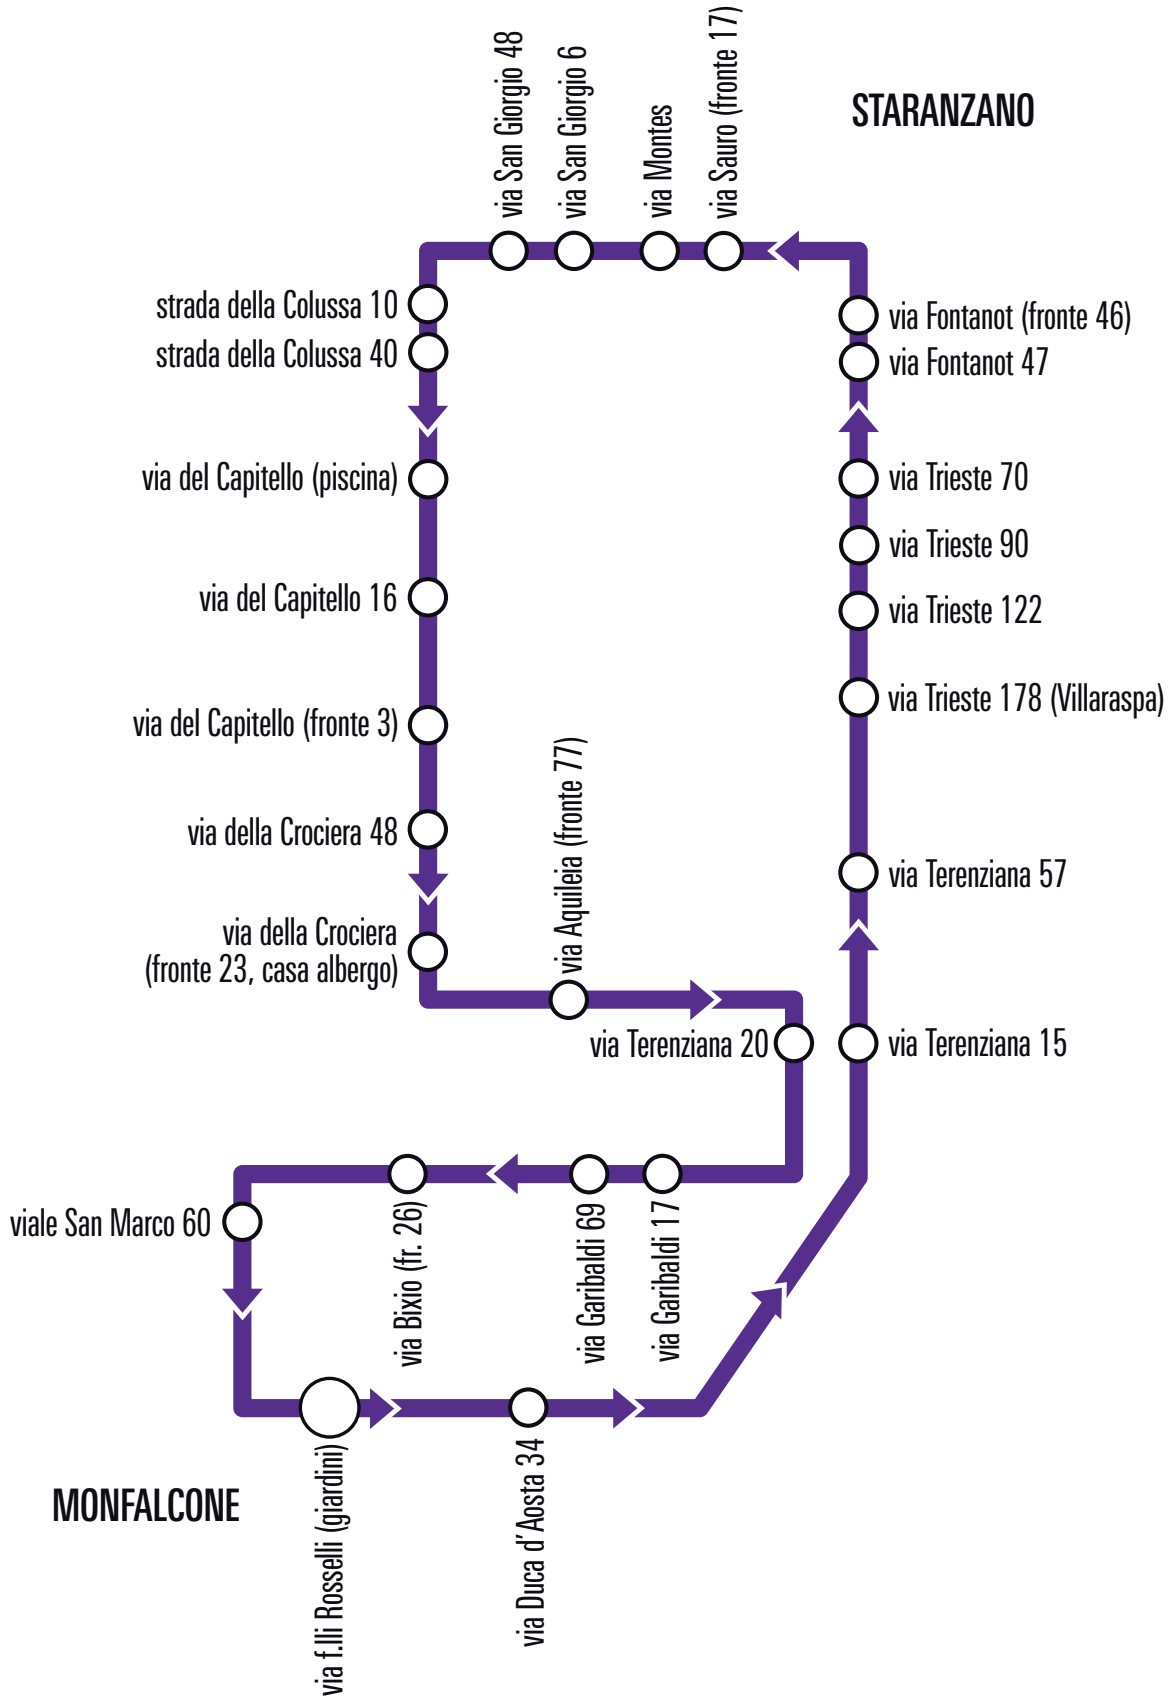 via San Giorgio 48
via San Giorgio 6
via Montes
via Sauro (fronte 17)
STARANZANO
strada della Colussa 10
strada della Colussa 40
via del Capitello (piscina)
via del Capitello 16
via del Capitello (fronte 3)
via della Crociera 48
via della Crociera
(fronte 23, casa albergo)
via Fontanot (fronte 46)
via Fontanot 47
via Trieste 70
via Trieste 90
via Trieste 122
via Trieste 178 (Villaraspa)
via Terenziana 57
via Aquileia (fronte 77)
via Terenziana 20
via Terenziana 15
viale San Marco 60
via Bixio (fr. 26)
via Garibaldi 69
via Garibaldi 17
MONFALCONE
via f.lli Rosselli (giardini)
via Duca d'Aosta 34